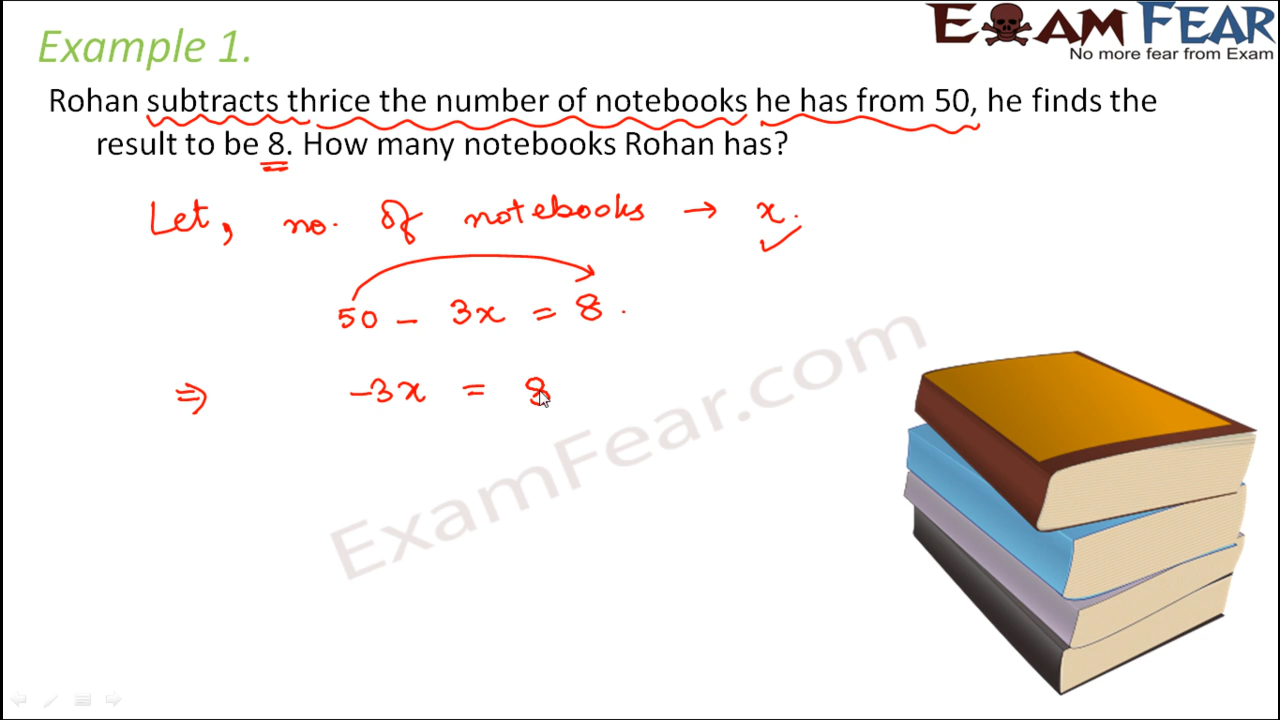 Example 1.
EXAM FEAR
No more fear from Exam
Rohan subtracts thrice the number of notebooks he has from 50, he finds the
result to be 8. How many notebooks Rohan has?
Let, no. of notebooks → x.
50 - 3x = 8.
⇒ -3x = 8
ExamFear.com